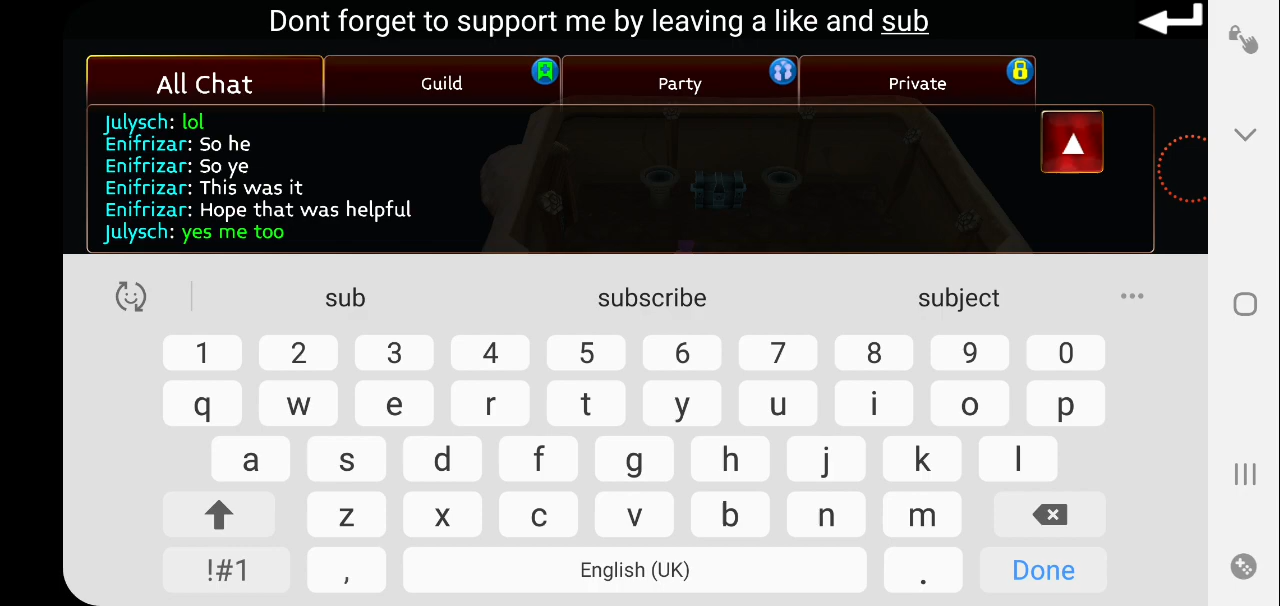 Dont forget to support me by leaving a like and sub
All Chat Guild Party Private
Julysch: lol
Enifrizar: So he
Enifrizar: So ye
Enifrizar: This was it
Enifrizar: Hope that was helpful
Julysch: yes me too
sub subscribe subject
1 2 3 4 5 6 7 8 9 0
q w e r t y u i o p
a s d f g h j k l
z x c v b n m
!#1 , English (UK) . Done